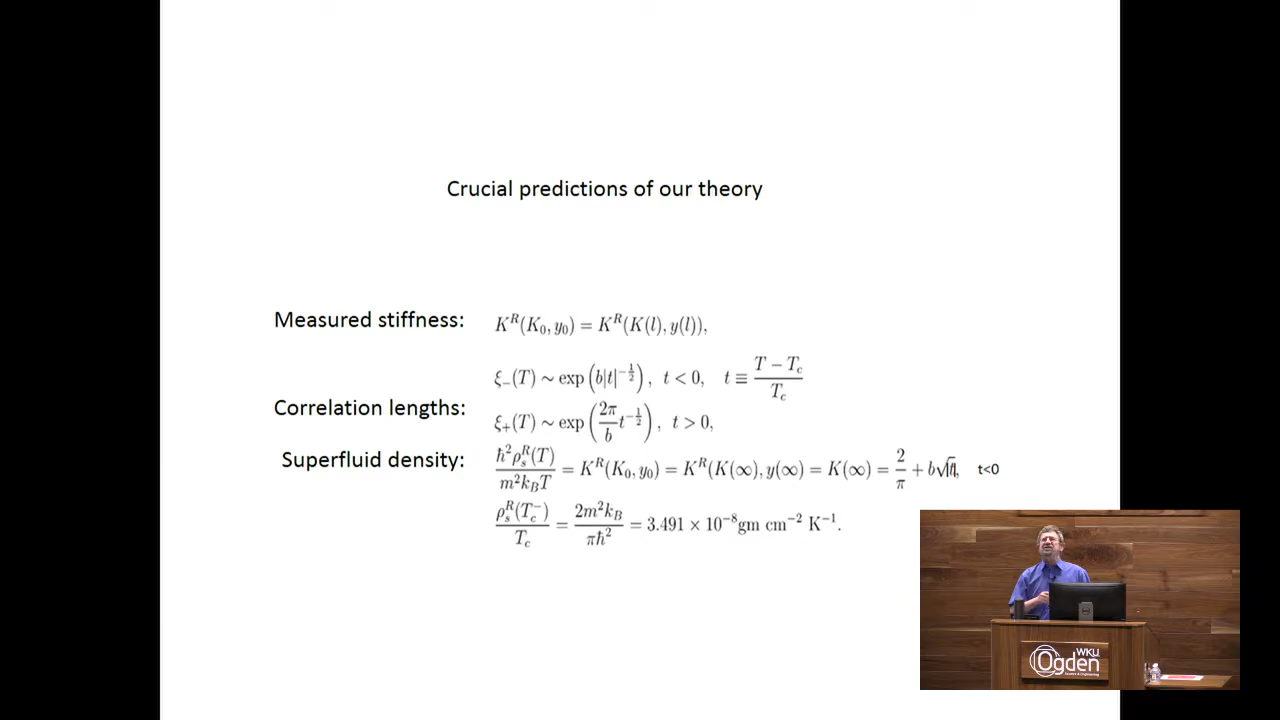 Crucial predictions of our theory
Measured stiffness: K^R(K_0, y_0) = K^R(K(l), y(l)),
ξ_−(T) ∼ exp(b|t|^{−1/2}), t < 0, t ≡ (T − T_c)/T_c
Correlation lengths: ξ_+(T) ∼ exp((2π/b) t^{−1/2}), t > 0,
Superfluid density: ℏ²ρ_s^R(T)/(m²k_BT) = K^R(K_0, y_0) = K^R(K(∞), y(∞) = K(∞) = 2/π + b√|t|, t<0
ρ_s^R(T_c^−)/T_c = 2m²k_B/(πℏ²) = 3.491 × 10^{−8}gm cm^{−2} K^{−1}.
WKU
Ogden